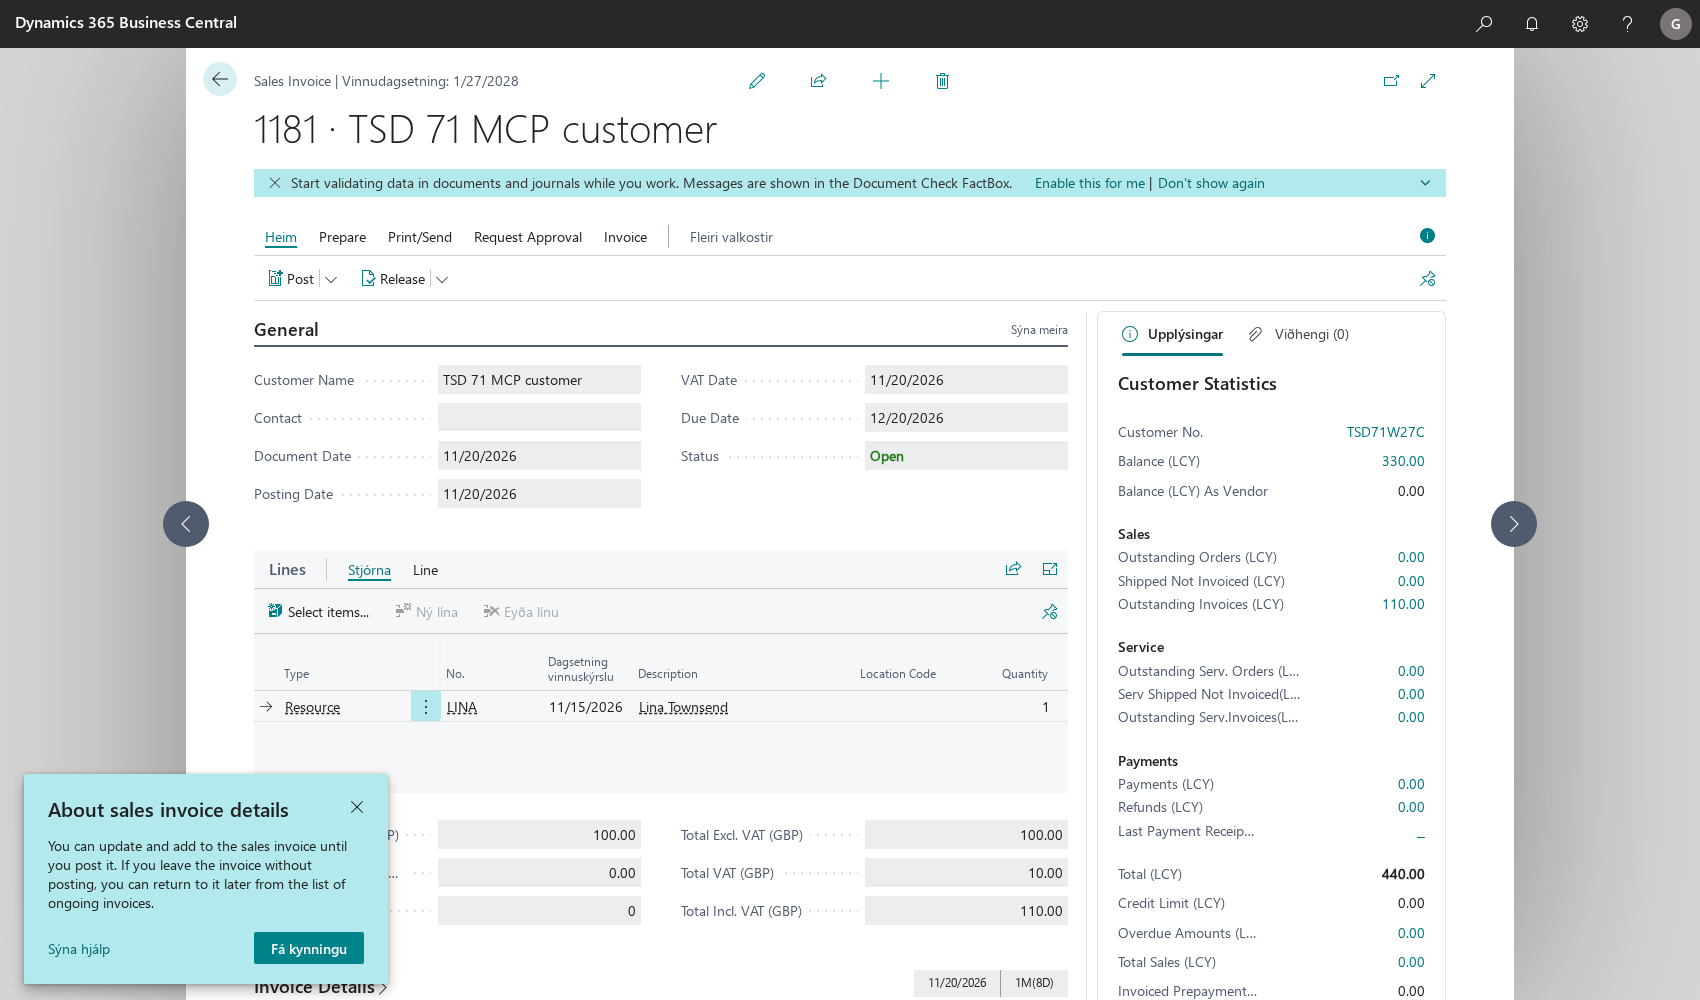 Dynamics 365 Business Central
G
Sales Invoice | Vinnudagsetning: 1/27/2028
1181 · TSD 71 MCP customer
Start validating data in documents and journals while you work. Messages are shown in the Document Check FactBox. Enable this for me | Don't show again
Heim Prepare Print/Send Request Approval Invoice Fleiri valkostir
Post Release
General Sýna meira
Customer Name TSD 71 MCP customer
Contact
Document Date 11/20/2026
Posting Date 11/20/2026
VAT Date 11/20/2026
Due Date 12/20/2026
Status Open
Lines Stjórna Line
Select items... Ný lína Eyða línu
Type No. Dagsetning vinnuskýrslu Description Location Code Quantity
Resource LINA 11/15/2026 Lina Townsend 1
P) 100.00
... 0.00
0
Total Excl. VAT (GBP) 100.00
Total VAT (GBP) 10.00
Total Incl. VAT (GBP) 110.00
Invoice Details 11/20/2026 1M(8D)
About sales invoice details
You can update and add to the sales invoice until
you post it. If you leave the invoice without
posting, you can return to it later from the list of
ongoing invoices.
Sýna hjálp Fá kynningu
Upplýsingar Viðhengi (0)
Customer Statistics
Customer No. TSD71W27C
Balance (LCY) 330.00
Balance (LCY) As Vendor 0.00
Sales
Outstanding Orders (LCY) 0.00
Shipped Not Invoiced (LCY) 0.00
Outstanding Invoices (LCY) 110.00
Service
Outstanding Serv. Orders (L... 0.00
Serv Shipped Not Invoiced(L... 0.00
Outstanding Serv.Invoices(L... 0.00
Payments
Payments (LCY) 0.00
Refunds (LCY) 0.00
Last Payment Receip... _
Total (LCY) 440.00
Credit Limit (LCY) 0.00
Overdue Amounts (L... 0.00
Total Sales (LCY) 0.00
Invoiced Prepayment... 0.00